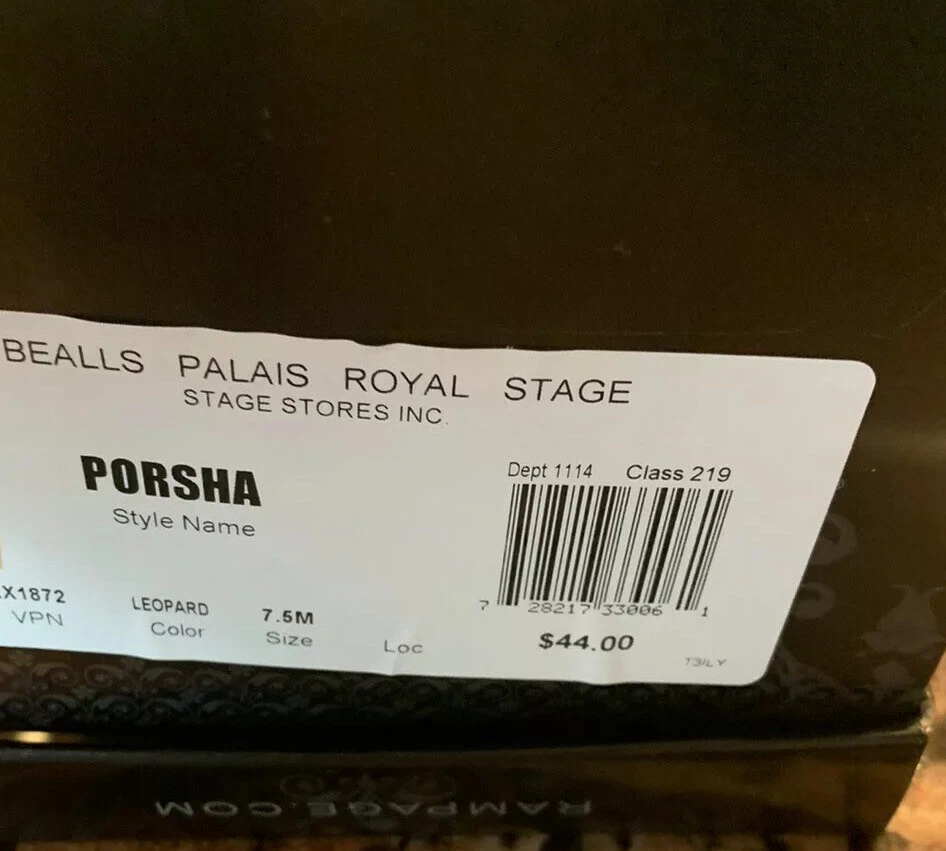 BEALLS PALAIS ROYAL STAGE
STAGE STORES INC.
PORSHA
Style Name
Dept 1114 Class 219
7 28217 33006 1
$44.00
X1872 LEOPARD 7.5M
VPN Color Size Loc
T3/LY
RAMPAGE.COM